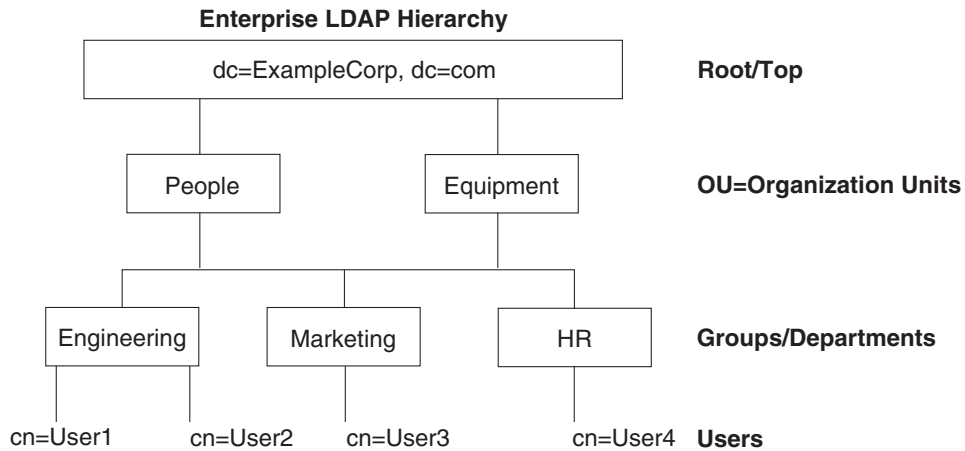 Enterprise LDAP Hierarchy
dc=ExampleCorp, dc=com
Root/Top
People
Equipment
OU=Organization Units
Engineering
Marketing
HR
Groups/Departments
cn=User1
cn=User2
cn=User3
cn=User4
Users